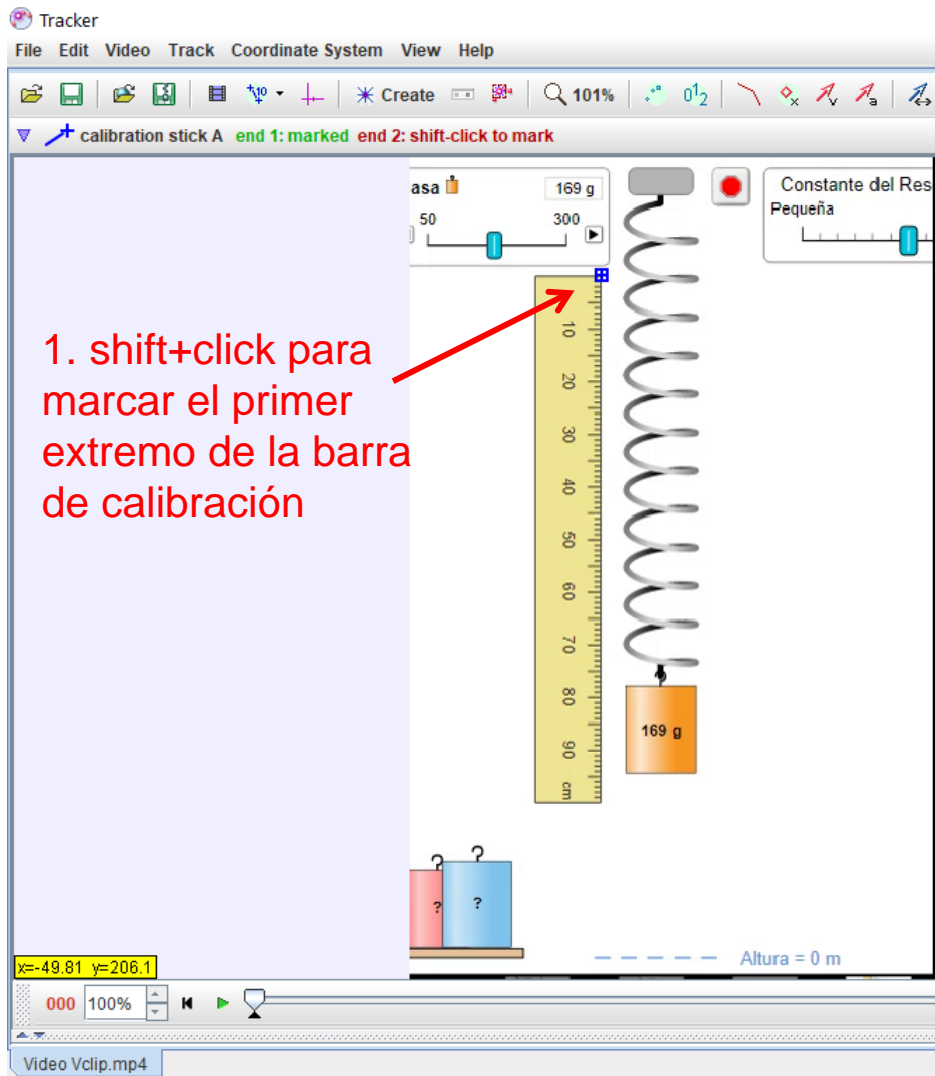 Tracker
File Edit Video Track Coordinate System View Help
Create 101%
calibration stick A end 1: marked end 2: shift-click to mark
asa 169 g
50 300
Constante del Res
Pequeña
10
20
30
40
50
60
70
80
90
cm
1. shift+click para
marcar el primer
extremo de la barra
de calibración
169 g
? ?
? ?
Altura = 0 m
x=-49.81 y=206.1
000 100%
Video Vclip.mp4